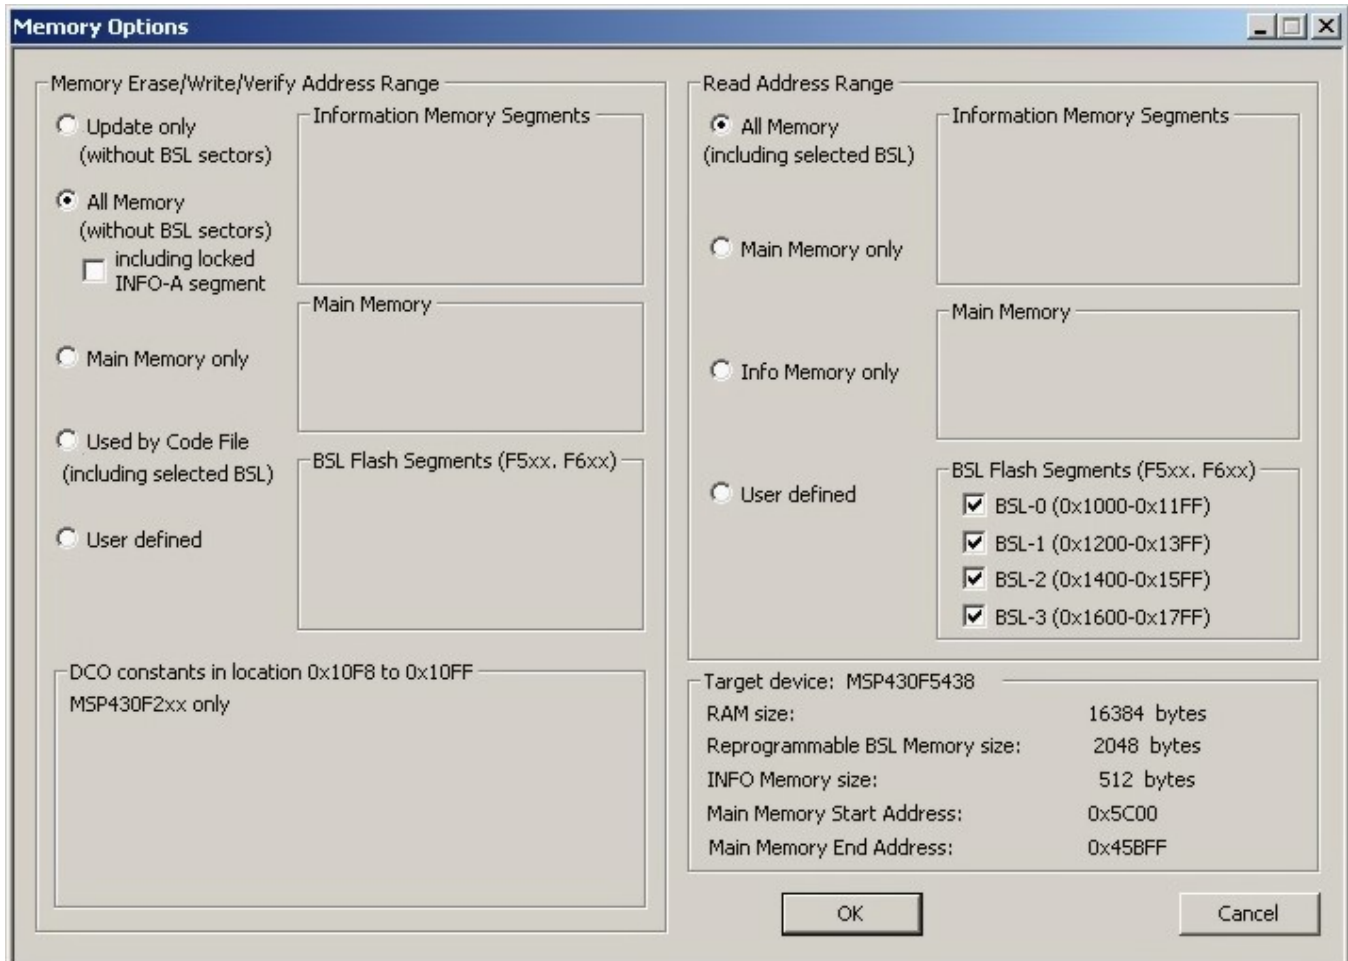 Memory Options
Memory Erase/Write/Verify Address Range
Update only
(without BSL sectors)
All Memory
(without BSL sectors)
including locked
INFO-A segment
Main Memory only
Used by Code File
(including selected BSL)
User defined
Information Memory Segments
Main Memory
BSL Flash Segments (F5xx. F6xx)
DCO constants in location 0x10F8 to 0x10FF
MSP430F2xx only
Read Address Range
All Memory
(including selected BSL)
Main Memory only
Info Memory only
User defined
Information Memory Segments
Main Memory
BSL Flash Segments (F5xx. F6xx)
BSL-0 (0x1000-0x11FF)
BSL-1 (0x1200-0x13FF)
BSL-2 (0x1400-0x15FF)
BSL-3 (0x1600-0x17FF)
Target device: MSP430F5438
RAM size: 16384 bytes
Reprogrammable BSL Memory size: 2048 bytes
INFO Memory size: 512 bytes
Main Memory Start Address: 0x5C00
Main Memory End Address: 0x45BFF
OK
Cancel